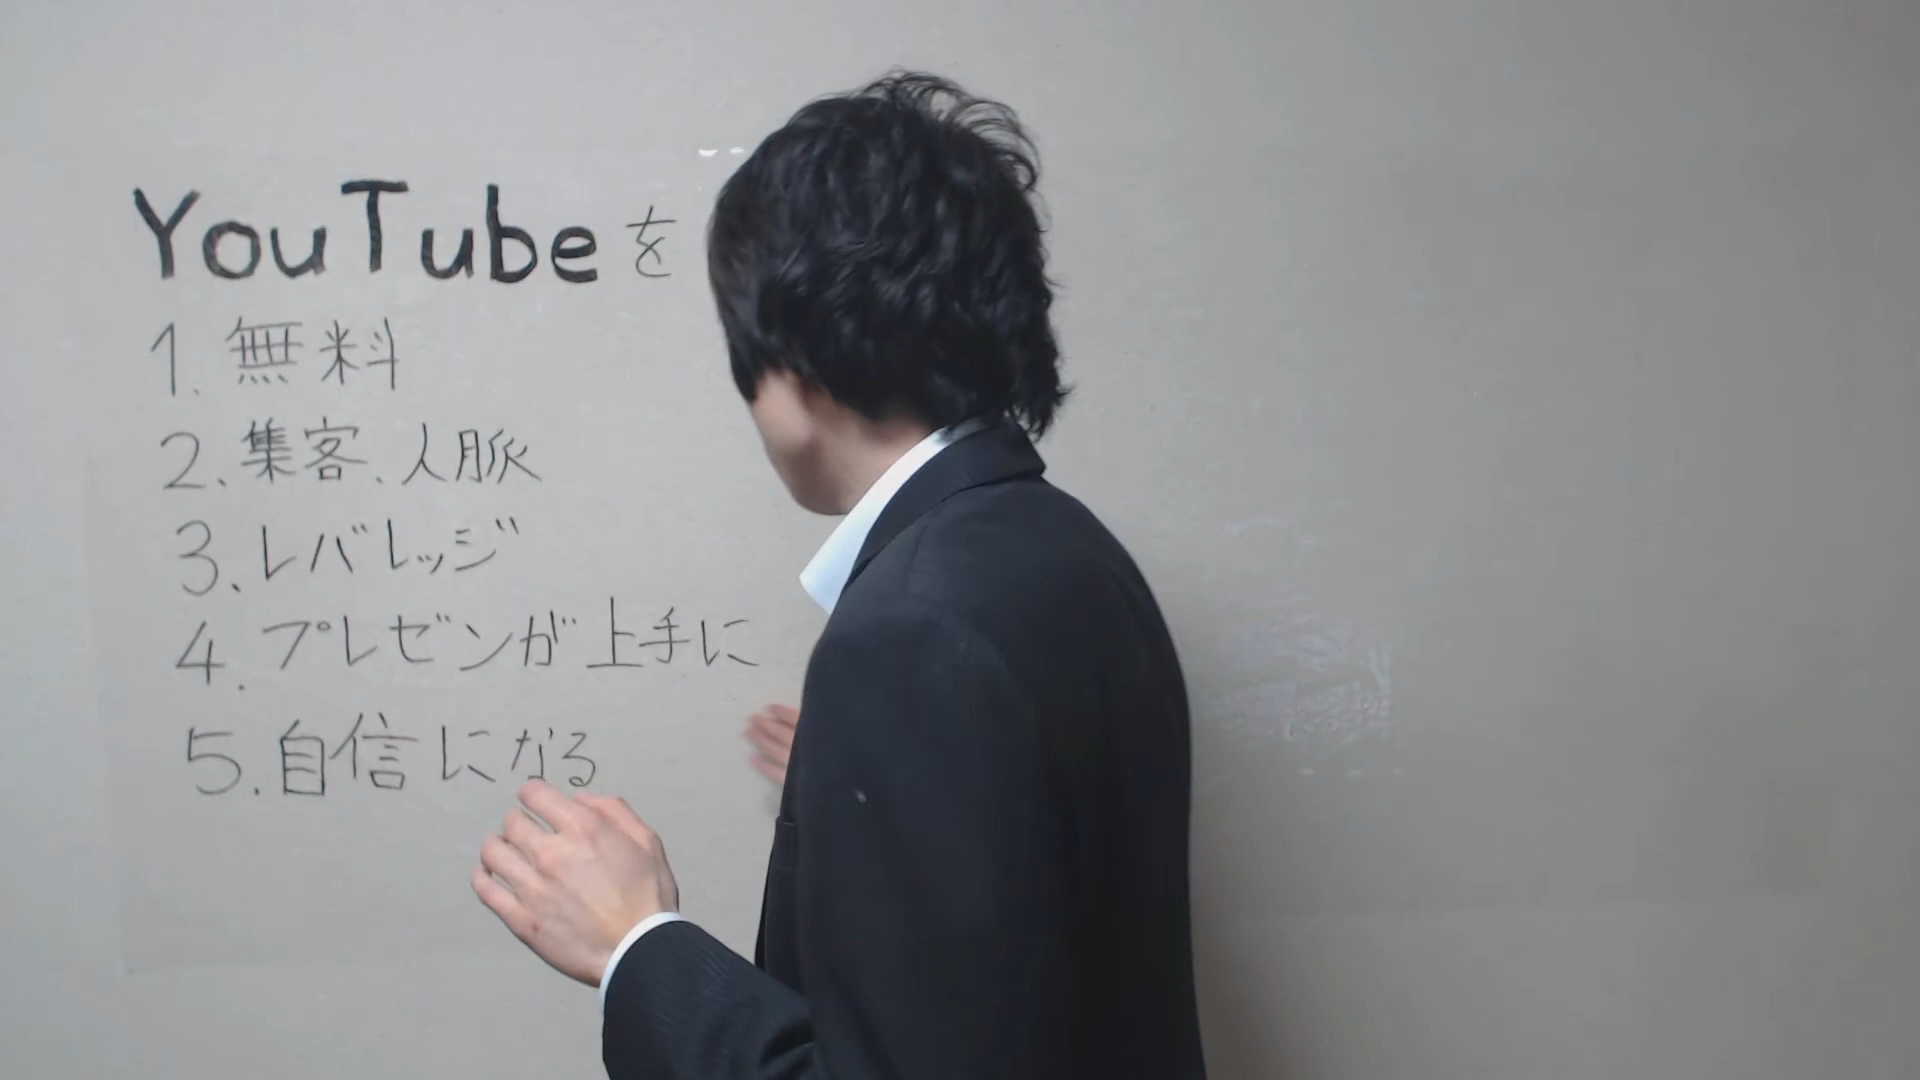 YouTubeを
1.無料
2.集客、人脈
3.レバレッジ
4.プレゼンが上手に
5.自信になる